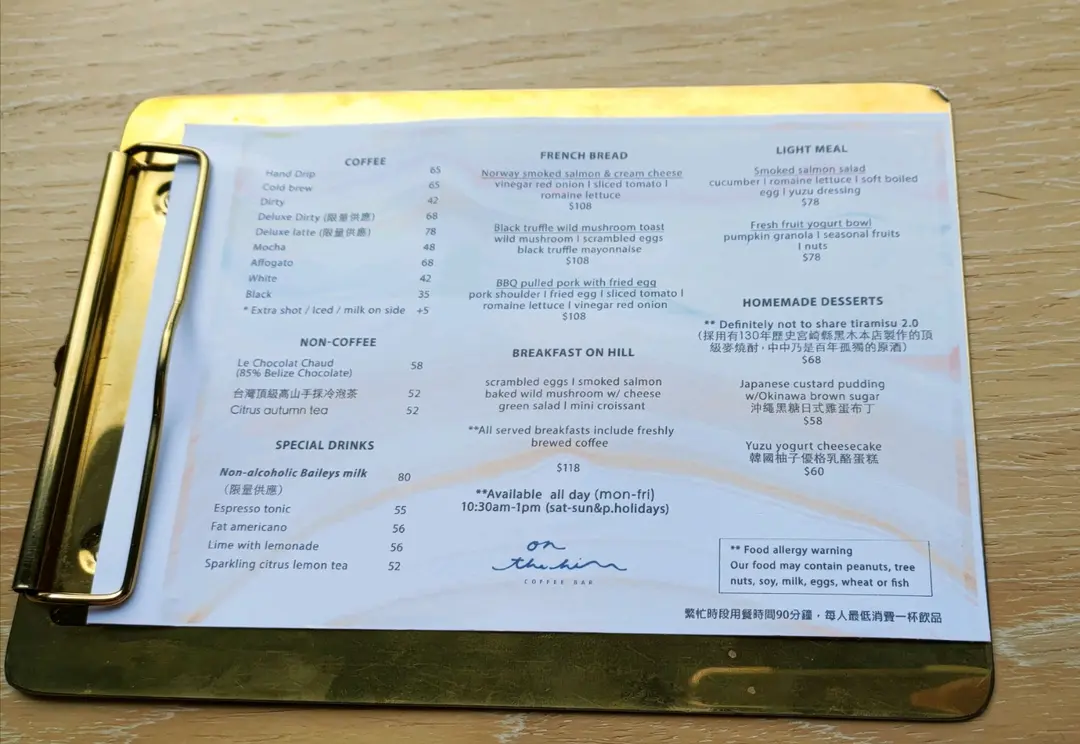 COFFEE
Hand Drip 65
Cold brew 65
Dirty 42
Deluxe Dirty (限量供應) 68
Deluxe latte (限量供應) 78
Mocha 48
Affogato 68
White 42
Black 35
* Extra shot / Iced / milk on side +5
NON-COFFEE
Le Chocolat Chaud 58
(85% Belize Chocolate)
台灣頂級高山手採冷泡茶 52
Citrus autumn tea 52
SPECIAL DRINKS
Non-alcoholic Baileys milk 80
(限量供應)
Espresso tonic 55
Fat americano 56
Lime with lemonade 56
Sparkling citrus lemon tea 52
FRENCH BREAD
Norway smoked salmon & cream cheese
vinegar red onion l sliced tomato l
romaine lettuce
$108
Black truffle wild mushroom toast
wild mushroom l scrambled eggs
black truffle mayonnaise
$108
BBQ pulled pork with fried egg
pork shoulder l fried egg l sliced tomato l
romaine lettuce l vinegar red onion
$108
BREAKFAST ON HILL
scrambled eggs l smoked salmon
baked wild mushroom w/ cheese
green salad l mini croissant
**All served breakfasts include freshly
brewed coffee
$118
**Available all day (mon-fri)
10:30am-1pm (sat-sun&p.holidays)
on
the hill
COFFEE BAR
LIGHT MEAL
Smoked salmon salad
cucumber l romaine lettuce l soft boiled
egg l yuzu dressing
$78
Fresh fruit yogurt bowl
pumpkin granola l seasonal fruits
l nuts
$78
HOMEMADE DESSERTS
** Definitely not to share tiramisu 2.0
(採用有130年歷史宮崎縣黑木本店製作的頂
級麥燒酎，中中乃是百年孤獨的原酒)
$68
Japanese custard pudding
w/Okinawa brown sugar
沖繩黑糖日式雞蛋布丁
$58
Yuzu yogurt cheesecake
韓國柚子優格乳酪蛋糕
$60
** Food allergy warning
Our food may contain peanuts, tree
nuts, soy, milk, eggs, wheat or fish
繁忙時段用餐時間90分鐘，每人最低消費一杯飲品